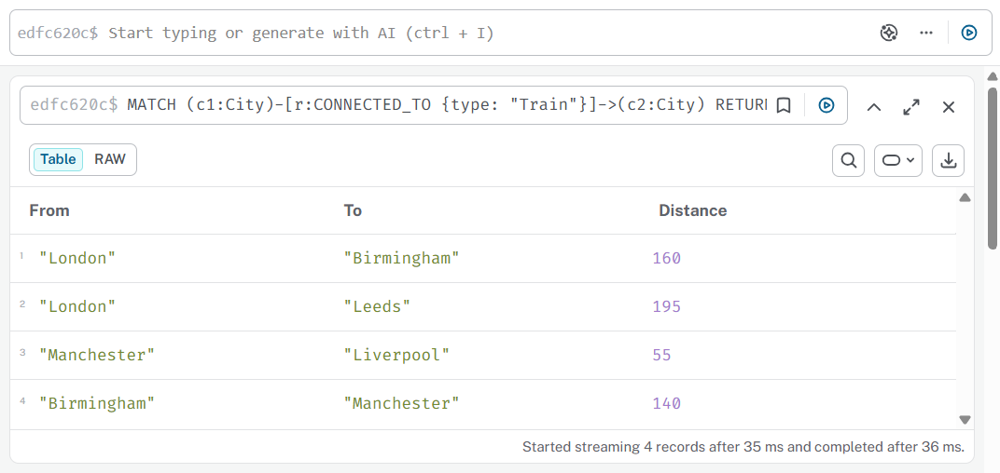 edfc620c$ Start typing or generate with AI (ctrl + I)
edfc620c$ MATCH (c1:City)-[r:CONNECTED_TO {type: "Train"}]->(c2:City) RETURN
Table RAW
From To Distance
1 "London" "Birmingham" 160
2 "London" "Leeds" 195
3 "Manchester" "Liverpool" 55
4 "Birmingham" "Manchester" 140
Started streaming 4 records after 35 ms and completed after 36 ms.